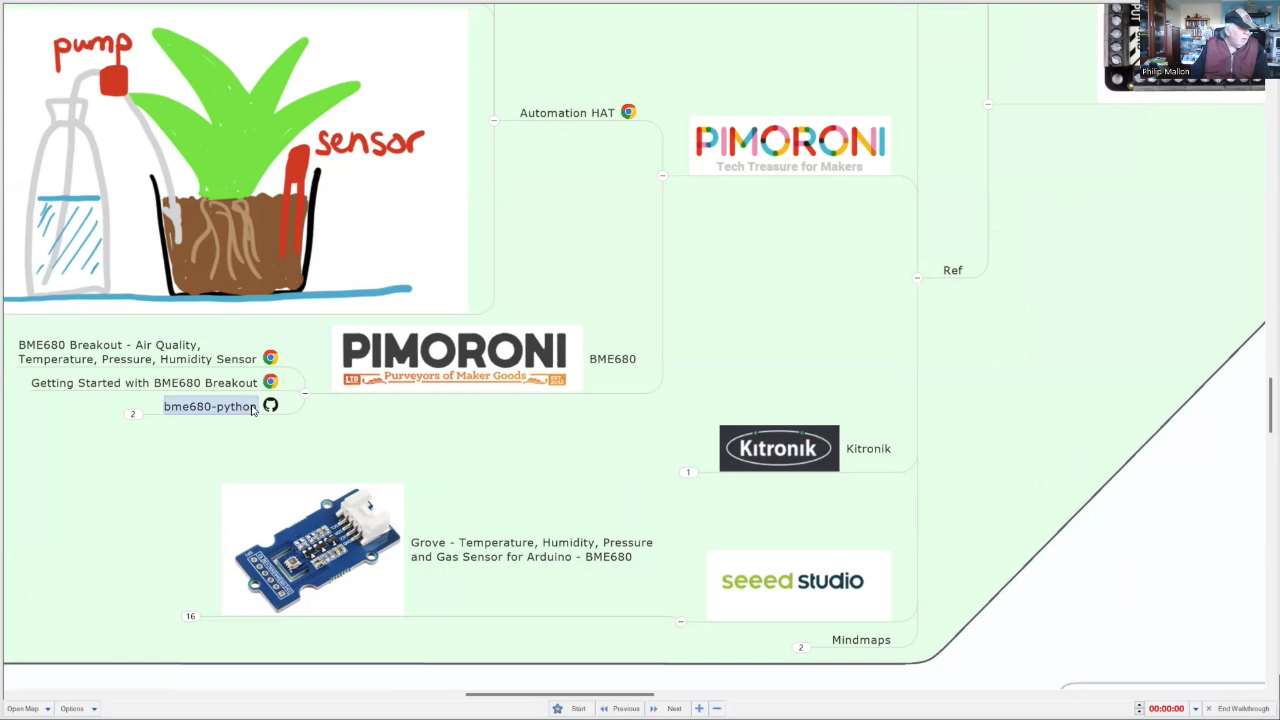 pump
sensor
Automation HAT
PIMORONI
Tech Treasure for Makers
Ref
Philip Mallon
BME680 Breakout - Air Quality,
Temperature, Pressure, Humidity Sensor
Getting Started with BME680 Breakout
bme680-python
2
PIMORONI
LTD Purveyors of Maker Goods
BME680
Kitronik
Kitronik
1
Grove - Temperature, Humidity, Pressure
and Gas Sensor for Arduino - BME680
16
seeed studio
Mindmaps
2
Open Map
Options
Start
Previous
Next
00:00:00
End Walkthrough